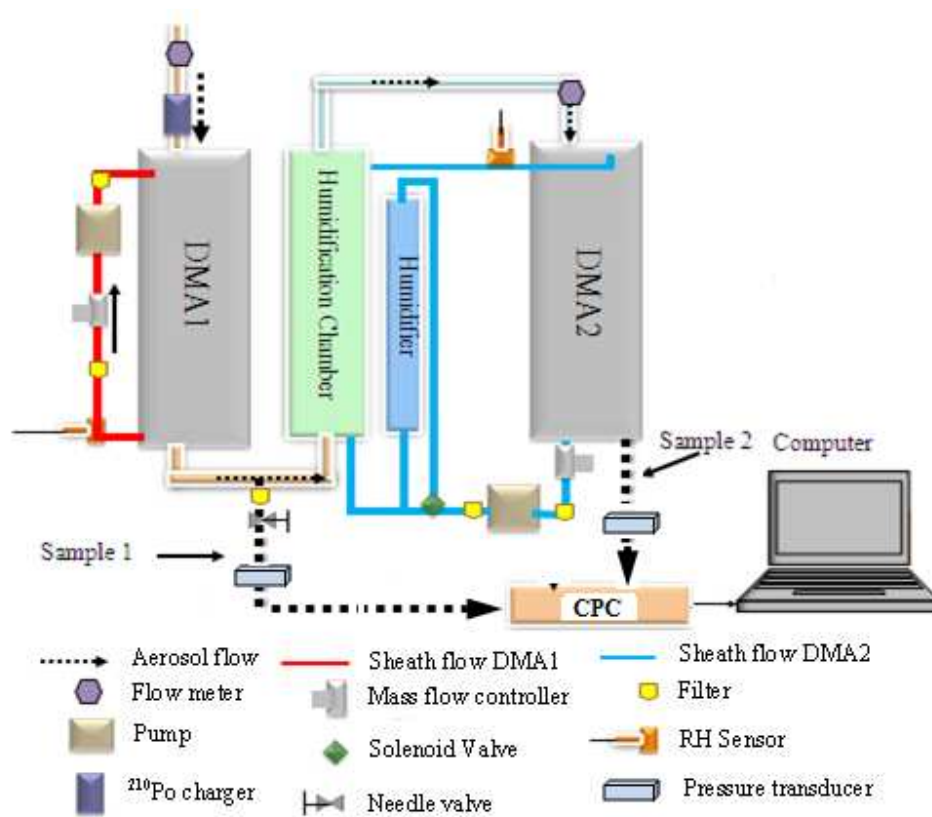 DMA1
Humidification Chamber
Humidifier
DMA2
Sample 2
Computer
Sample 1
CPC
Aerosol flow
Sheath flow DMA1
Sheath flow DMA2
Flow meter
Mass flow controller
Filter
Pump
Solenoid Valve
RH Sensor
²¹⁰Po charger
Needle valve
Pressure transducer